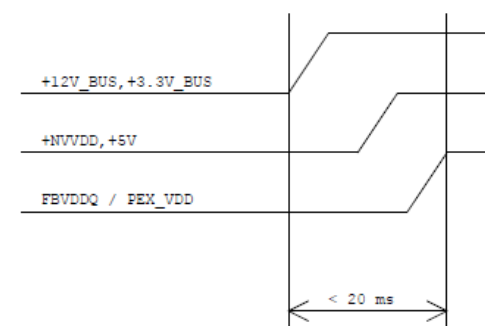 +12V_BUS,+3.3V_BUS
+NVVDD,+5V
FBVDDQ / PEX_VDD
< 20 ms